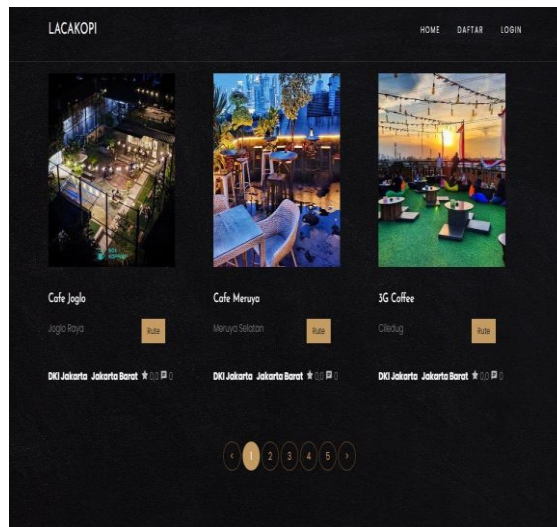 LACAKOPI
HOME DAFTAR LOGIN
Cafe Joglo
Joglo Raya Rute
DKI Jakarta Jakarta Barat 0,0 0
Cafe Meruya
Meruya Selatan Rute
DKI Jakarta Jakarta Barat 0,0 0
3G Coffee
Ciledug Rute
DKI Jakarta Jakarta Barat 0,0 0
< 1 2 3 4 5 >